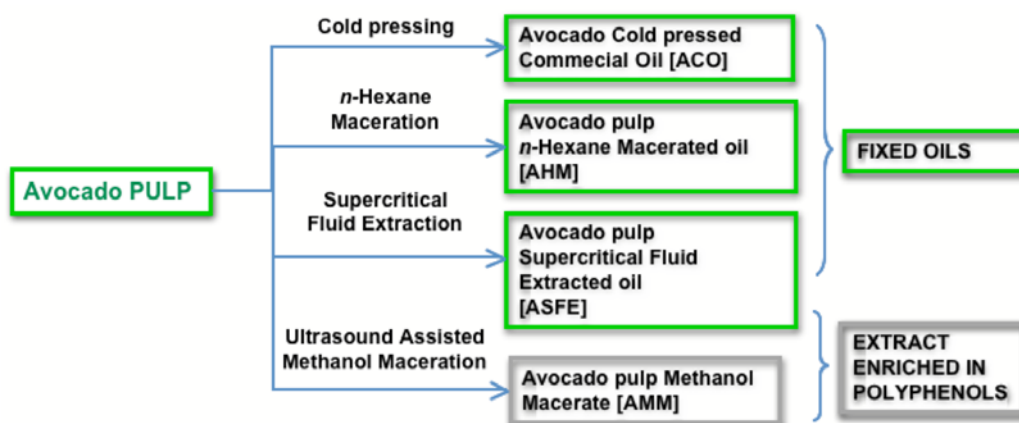 Cold pressing
Avocado Cold pressed
Commecial Oil [ACO]
n-Hexane
Maceration
Avocado pulp
n-Hexane Macerated oil
[AHM]
FIXED OILS
Avocado PULP
Supercritical
Fluid Extraction
Avocado pulp
Supercritical Fluid
Extracted oil
[ASFE]
Ultrasound Assisted
Methanol Maceration
Avocado pulp Methanol
Macerate [AMM]
EXTRACT
ENRICHED IN
POLYPHENOLS